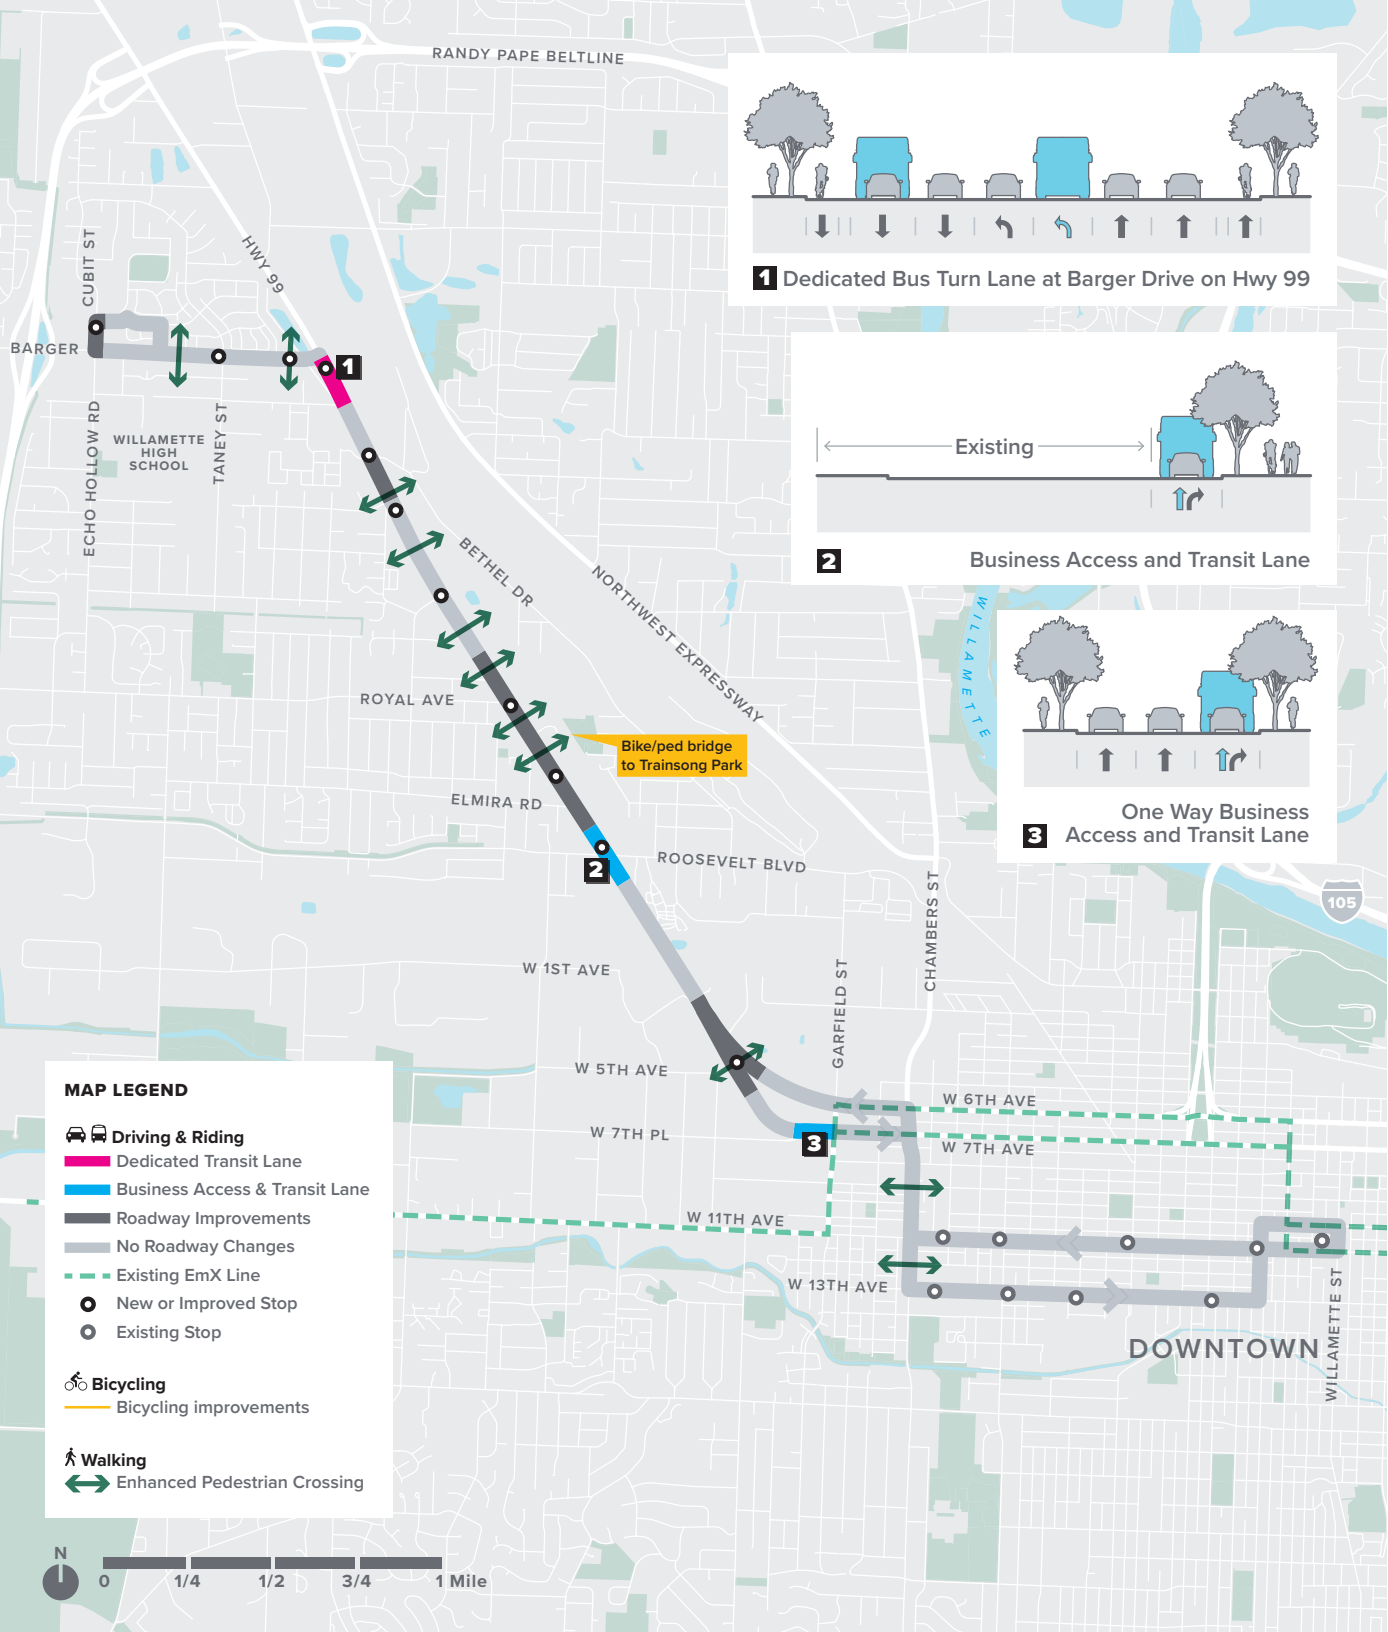 RANDY PAPE BELTLINE
1 Dedicated Bus Turn Lane at Barger Drive on Hwy 99
CUBIT ST
HWY 99
BARGER
1
ECHO HOLLOW RD
WILLAMETTE
HIGH
SCHOOL
TANEY ST
Existing
2 Business Access and Transit Lane
BETHEL DR
NORTHWEST EXPRESSWAY
WILLAMETTE
ROYAL AVE
Bike/ped bridge
to Trainsong Park
ELMIRA RD
One Way Business
3 Access and Transit Lane
2
ROOSEVELT BLVD
CHAMBERS ST
105
W 1ST AVE
GARFIELD ST
W 5TH AVE
W 6TH AVE
W 7TH PL
3
W 7TH AVE
W 11TH AVE
W 13TH AVE
WILLAMETTE ST
DOWNTOWN
MAP LEGEND
Driving & Riding
Dedicated Transit Lane
Business Access & Transit Lane
Roadway Improvements
No Roadway Changes
Existing EmX Line
New or Improved Stop
Existing Stop
Bicycling
Bicycling improvements
Walking
Enhanced Pedestrian Crossing
N
0 1/4 1/2 3/4 1 Mile